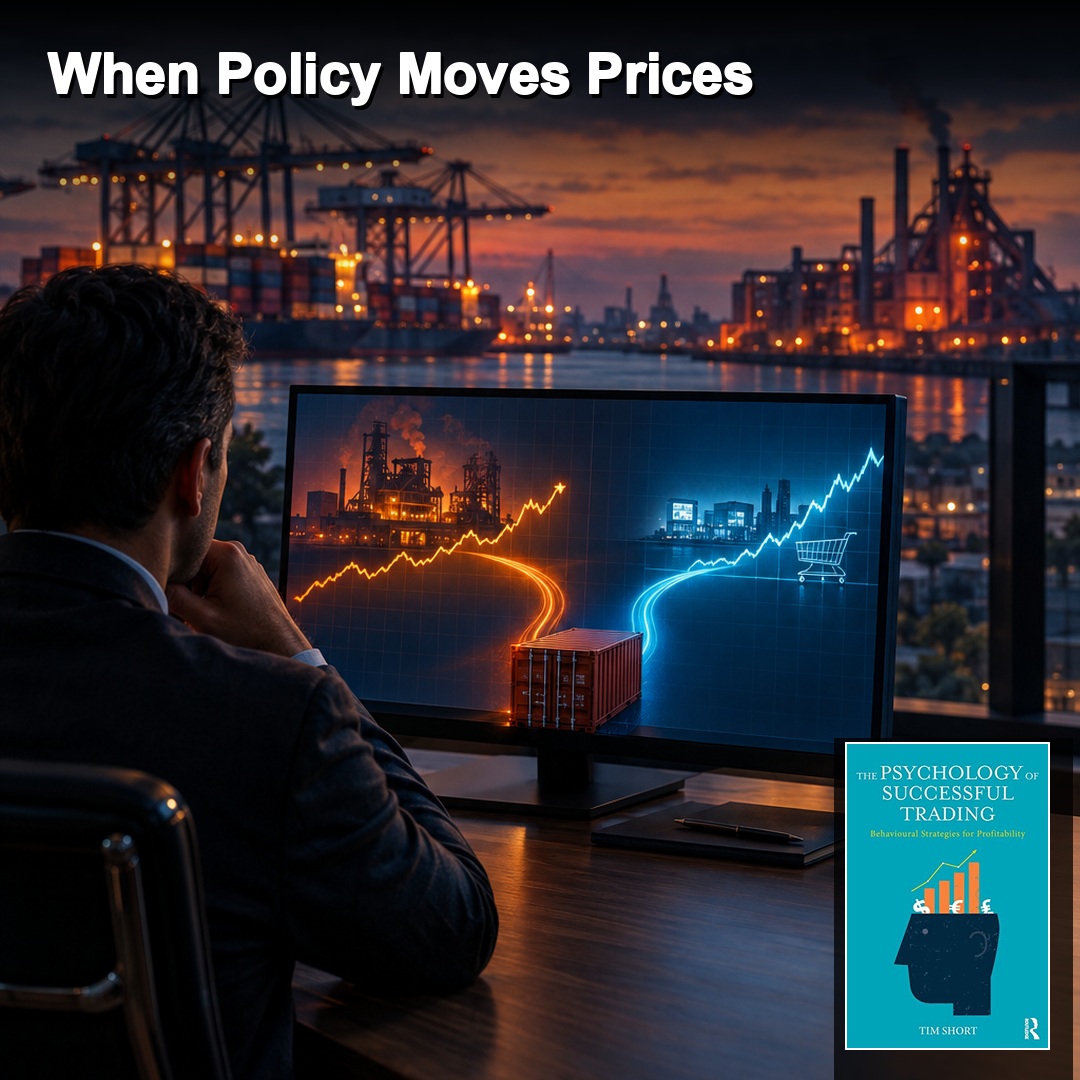 When Policy Moves Prices
THE PSYCHOLOGY OF
SUCCESSFUL
TRADING
Behavioural Strategies for Profitability
$ € £
TIM SHORT